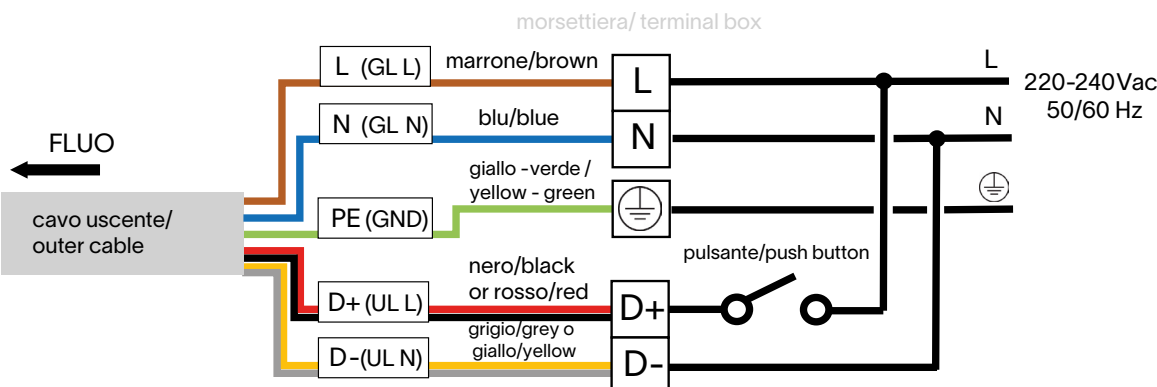 morsettiera/ terminal box
L (GL L)
marrone/brown
L
L
220-240Vac
50/60 Hz
N (GL N)
blu/blue
N
N
FLUO
giallo -verde /
yellow - green
cavo uscente/
outer cable
PE (GND)
pulsante/push button
nero/black
or rosso/red
D+ (UL L)
D+
grigio/grey o
giallo/yellow
D-(UL N)
D-